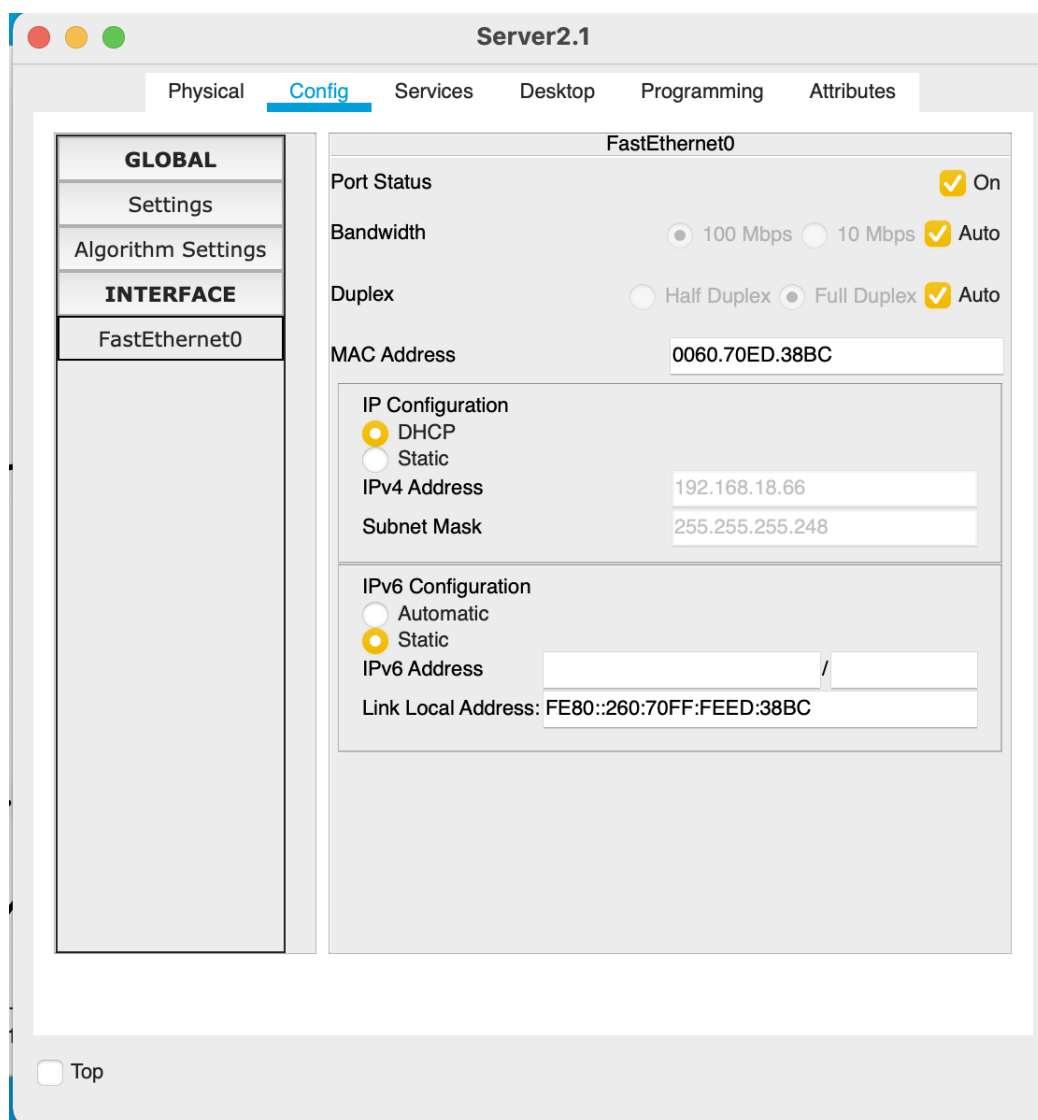 Server2.1
Physical Config Services Desktop Programming Attributes
GLOBAL
Settings
Algorithm Settings
INTERFACE
FastEthernet0
FastEthernet0
Port Status On
Bandwidth 100 Mbps 10 Mbps Auto
Duplex Half Duplex Full Duplex Auto
MAC Address 0060.70ED.38BC
IP Configuration
DHCP
Static
IPv4 Address 192.168.18.66
Subnet Mask 255.255.255.248
IPv6 Configuration
Automatic
Static
IPv6 Address /
Link Local Address: FE80::260:70FF:FEED:38BC
Top